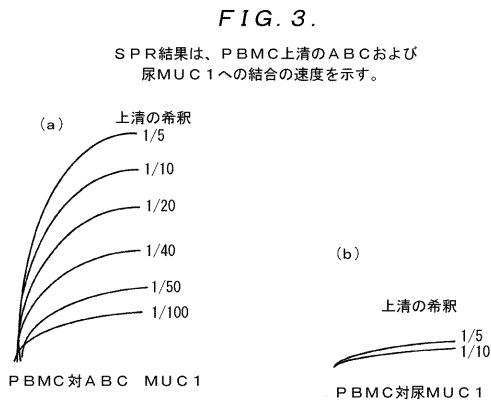 FIG.3.
SPR結果は、PBMC上清のABCおよび
尿MUC1への結合の速度を示す。
(a)
上清の希釈
1/5
1/10
1/20
1/40
1/50
1/100
PBMC対ABC MUC1
(b)
上清の希釈
1/5
1/10
PBMC対尿MUC1